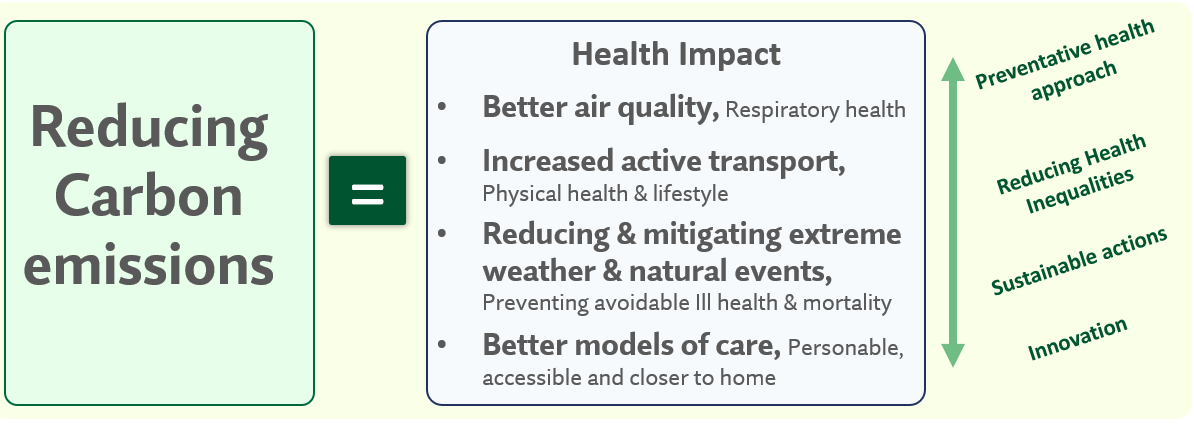 Reducing
Carbon
emissions
=
Health Impact
• Better air quality, Respiratory health
• Increased active transport,
Physical health & lifestyle
• Reducing & mitigating extreme
weather & natural events,
Preventing avoidable Ill health & mortality
• Better models of care, Personable,
accessible and closer to home
Preventative health
approach
Reducing Health
Inequalities
Sustainable actions
Innovation